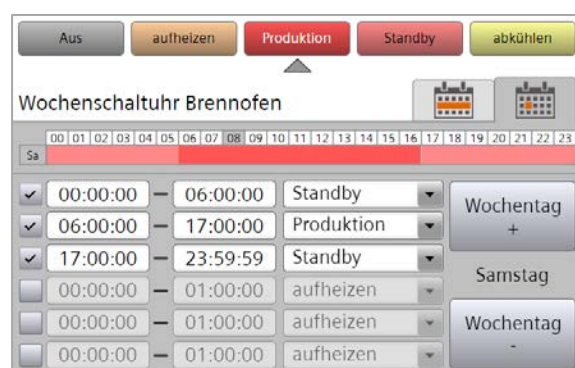 Aus aufheizen Produktion Standby abkühlen
Wochenschaltuhr Brennofen
00 01 02 03 04 05 06 07 08 09 10 11 12 13 14 15 16 17 18 19 20 21 22 23
Sa
00:00:00 – 06:00:00 Standby
06:00:00 – 17:00:00 Produktion
17:00:00 – 23:59:59 Standby
00:00:00 – 01:00:00 aufheizen
00:00:00 – 01:00:00 aufheizen
00:00:00 – 01:00:00 aufheizen
Wochentag
+
Samstag
Wochentag
-